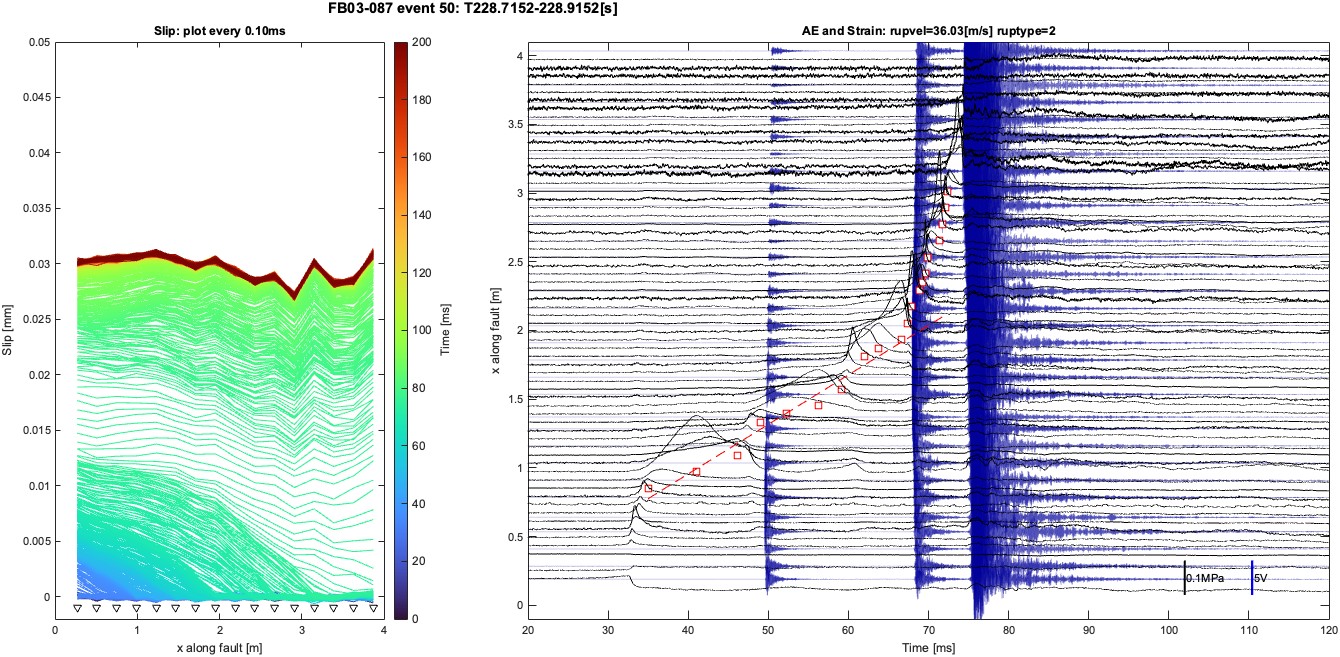 FB03-087 event 50: T228.7152-228.9152[s]
Slip: plot every 0.10ms
0.05
0.045
0.04
0.035
0.03
0.025
0.02
0.015
0.01
0.005
0
Slip [mm]
0 1 2 3 4
x along fault [m]
200
180
160
140
120
100
80
60
40
20
0
Time [ms]
AE and Strain: rupvel=36.03[m/s] ruptype=2
4
3.5
3
2.5
2
1.5
1
0.5
0
x along fault [m]
0.1MPa 5V
20 30 40 50 60 70 80 90 100 110 120
Time [ms]